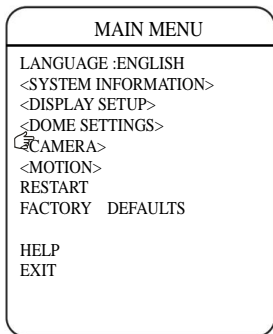 MAIN MENU
LANGUAGE :ENGLISH
<SYSTEM INFORMATION>
<DISPLAY SETUP>
<DOME SETTINGS>
<CAMERA>
<MOTION>
RESTART
FACTORY DEFAULTS
HELP
EXIT